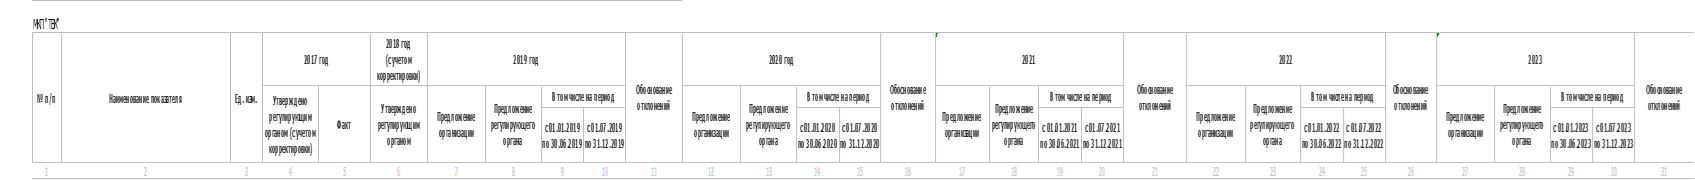 МКП "ТЕК"
№ п/п
Наименование показателя
Ед. изм.
2017 год
Утверждено
регулирующим
органом (с учетом
корректировки)
Факт
2018 год
(с учетом
корректировки)
Утверждено
регулирующим
органом
2019 год
Предложение
организации
Предложение
регулирующего
органа
В том числе на период
с 01.01.2019
по 30.06.2019
с 01.07.2019
по 31.12.2019
Обоснование
отклонений
2020 год
Предложение
организации
Предложение
регулирующего
органа
В том числе на период
с 01.01.2020
по 30.06.2020
с 01.07.2020
по 31.12.2020
Обоснование
отклонений
2021
Предложение
организации
Предложение
регулирующего
органа
В том числе на период
с 01.01.2021
по 30.06.2021
с 01.07.2021
по 31.12.2021
Обоснование
отклонений
2022
Предложение
организации
Предложение
регулирующего
органа
В том числе на период
с 01.01.2022
по 30.06.2022
с 01.07.2022
по 31.12.2022
Обоснование
отклонений
2023
Предложение
организации
Предложение
регулирующего
органа
В том числе на период
с 01.01.2023
по 30.06.2023
с 01.07.2023
по 31.12.2023
Обоснование
отклонений
1 2 3 4 5 6 7 8 9 10 11 12 13 14 15 16 17 18 19 20 21 22 23 24 25 26 27 28 29 30 31